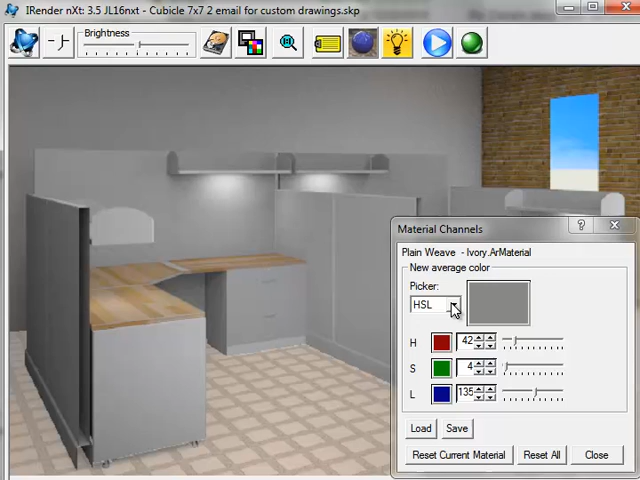 IRender nXt: 3.5 JL16nxt - Cubicle 7x7 2 email for custom drawings.skp
Brightness
Material Channels
Plain Weave - Ivory.ArMaterial
New average color
Picker:
HSL
H 42
S 4
L 135
Load Save
Reset Current Material Reset All Close